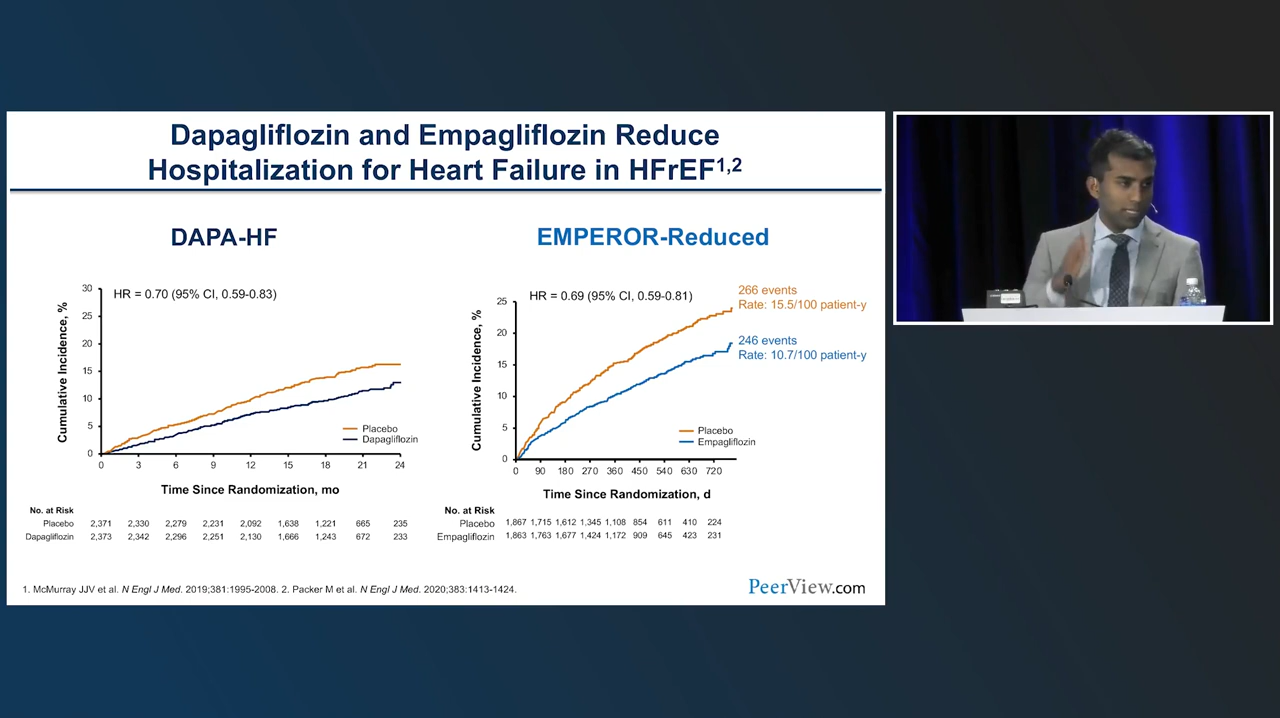 Dapagliflozin and Empagliflozin Reduce
Hospitalization for Heart Failure in HFrEF1,2
DAPA-HF
HR = 0.70 (95% CI, 0.59-0.83)
Cumulative Incidence, %
30
25
20
15
10
5
0
Placebo
Dapagliflozin
0 3 6 9 12 15 18 21 24
Time Since Randomization, mo
No. at Risk
Placebo 2,371 2,330 2,279 2,231 2,092 1,638 1,221 665 235
Dapagliflozin 2,373 2,342 2,296 2,251 2,130 1,666 1,243 672 233
EMPEROR-Reduced
HR = 0.69 (95% CI, 0.59-0.81)
266 events
Rate: 15.5/100 patient-y
246 events
Rate: 10.7/100 patient-y
Cumulative Incidence, %
25
20
15
10
5
0
Placebo
Empagliflozin
0 90 180 270 360 450 540 630 720
Time Since Randomization, d
No. at Risk
Placebo 1,867 1,715 1,612 1,345 1,108 854 611 410 224
Empagliflozin 1,863 1,763 1,677 1,424 1,172 909 645 423 231
1. McMurray JJV et al. N Engl J Med. 2019;381:1995-2008. 2. Packer M et al. N Engl J Med. 2020;383:1413-1424.
PeerView.com